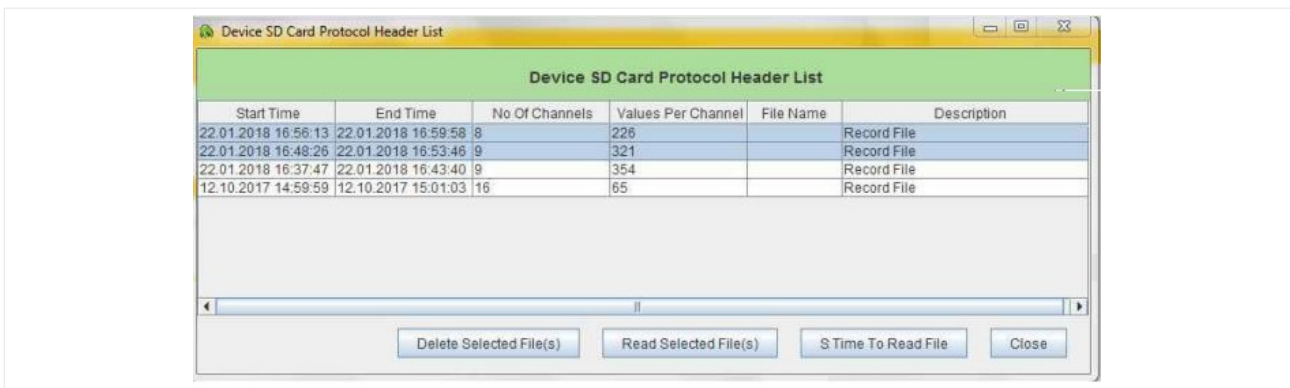 Device SD Card Protocol Header List
Device SD Card Protocol Header List
Start Time End Time No Of Channels Values Per Channel File Name Description
22.01.2018 16:56:13 22.01.2018 16:59:58 8 226 Record File
22.01.2018 16:48:26 22.01.2018 16:53:46 9 321 Record File
22.01.2018 16:37:47 22.01.2018 16:43:40 9 354 Record File
12.10.2017 14:59:59 12.10.2017 15:01:03 16 65 Record File
Delete Selected File(s) Read Selected File(s) S Time To Read File Close